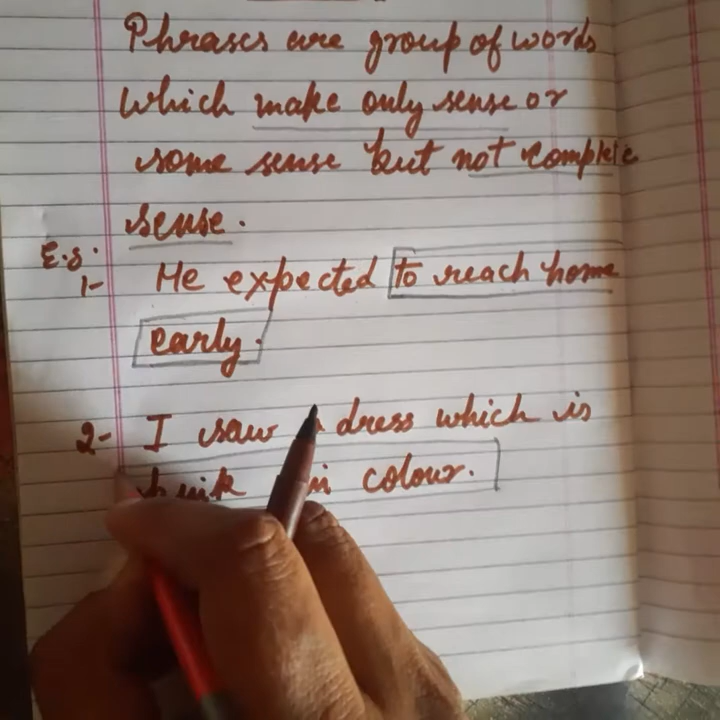 Phrases are group of words
which make only sense or
some sense but not complete
sense.
E.g.
1- He expected to reach home
early.
2- I saw dress which is
in colour.